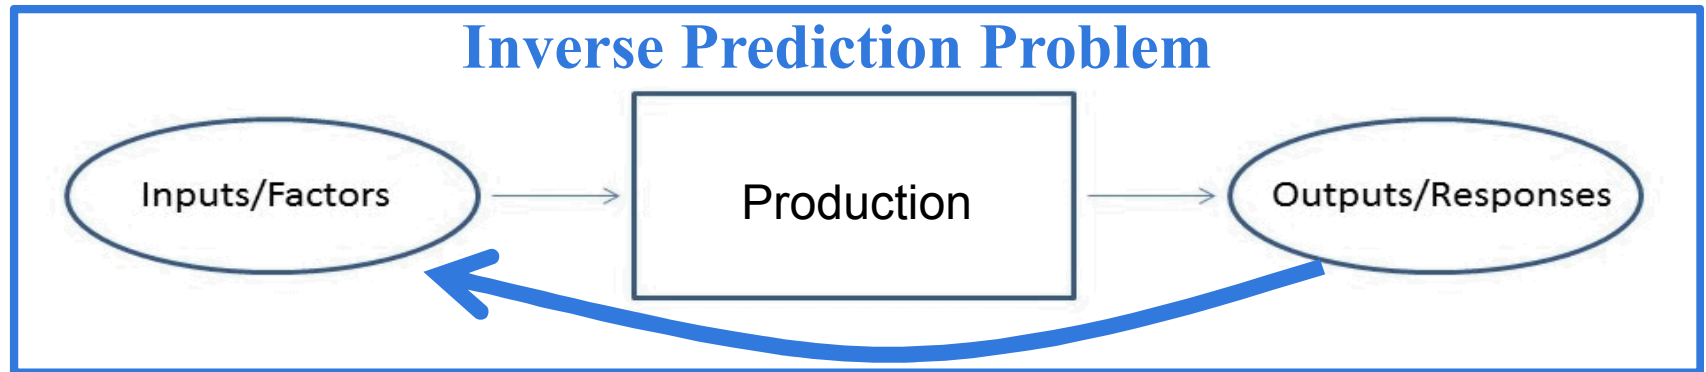 Inverse Prediction Problem
Inputs/Factors
Production
Outputs/Responses